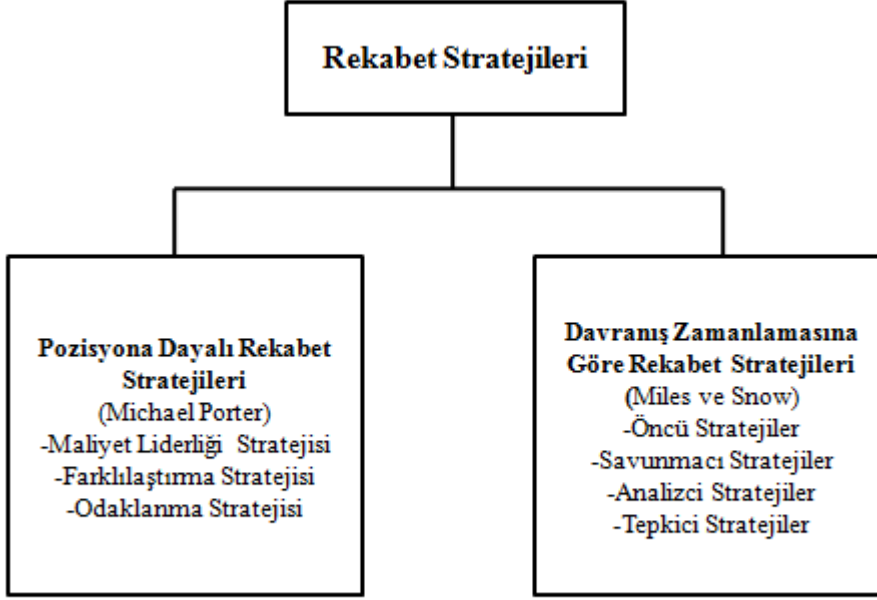 Rekabet Stratejileri
Pozisyona Dayalı Rekabet
Stratejileri
(Michael Porter)
-Maliyet Liderliği Stratejisi
-Farklılaştırma Stratejisi
-Odaklanma Stratejisi
Davranış Zamanlamasına
Göre Rekabet Stratejileri
(Miles ve Snow)
-Öncü Stratejiler
-Savunmacı Stratejiler
-Analizci Stratejiler
-Tepkici Stratejiler